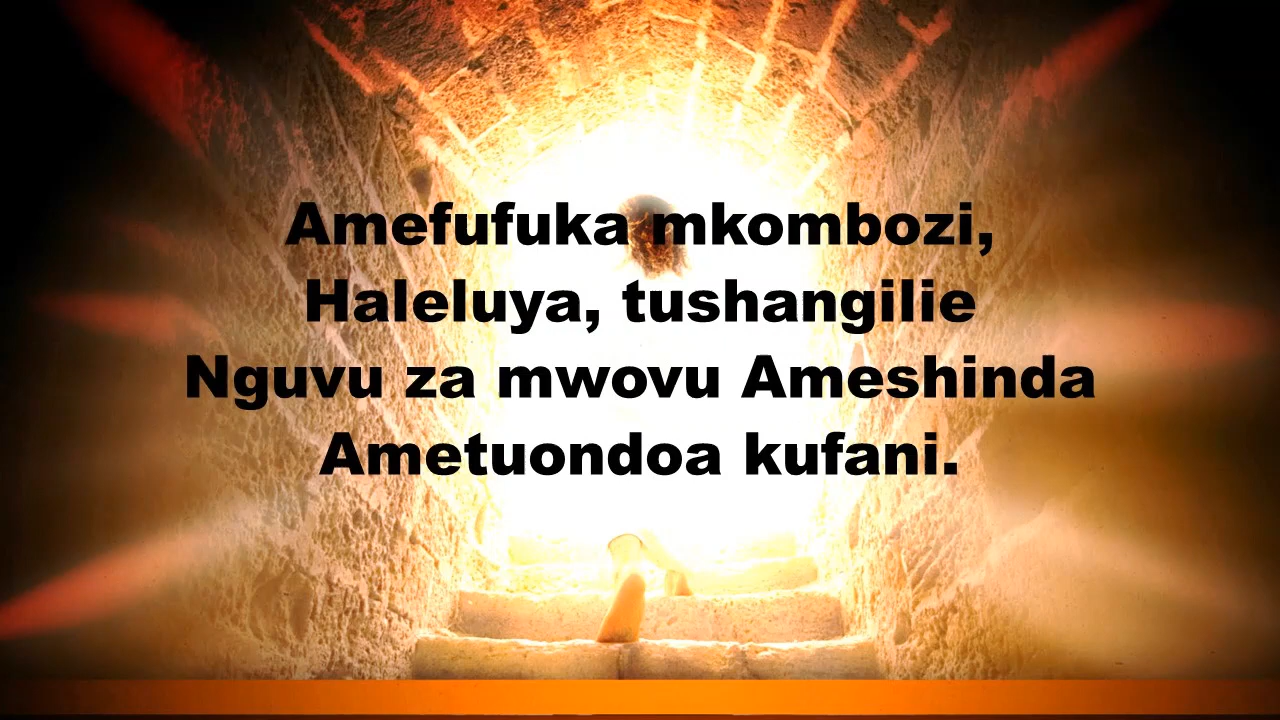 Amefufuka mkombozi,
Haleluya, tushangilie
Nguvu za mwovu Ameshinda
Ametuondoa kufani.